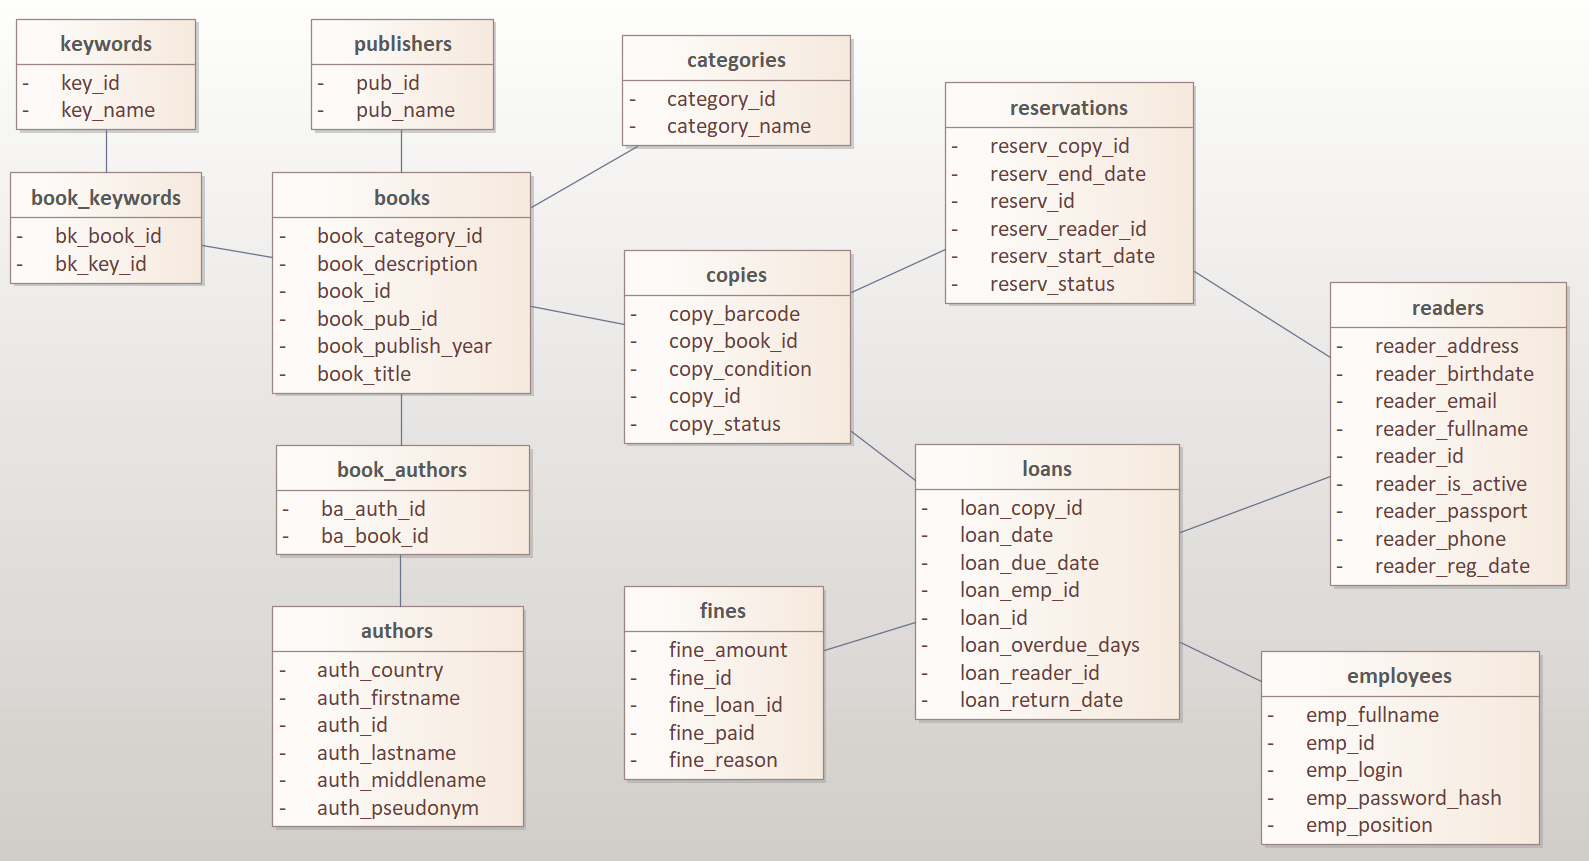 keywords
- key_id
- key_name
publishers
- pub_id
- pub_name
categories
- category_id
- category_name
reservations
- reserv_copy_id
- reserv_end_date
- reserv_id
- reserv_reader_id
- reserv_start_date
- reserv_status
book_keywords
- bk_book_id
- bk_key_id
books
- book_category_id
- book_description
- book_id
- book_pub_id
- book_publish_year
- book_title
copies
- copy_barcode
- copy_book_id
- copy_condition
- copy_id
- copy_status
readers
- reader_address
- reader_birthdate
- reader_email
- reader_fullname
- reader_id
- reader_is_active
- reader_passport
- reader_phone
- reader_reg_date
book_authors
- ba_auth_id
- ba_book_id
loans
- loan_copy_id
- loan_date
- loan_due_date
- loan_emp_id
- loan_id
- loan_overdue_days
- loan_reader_id
- loan_return_date
authors
- auth_country
- auth_firstname
- auth_id
- auth_lastname
- auth_middlename
- auth_pseudonym
fines
- fine_amount
- fine_id
- fine_loan_id
- fine_paid
- fine_reason
employees
- emp_fullname
- emp_id
- emp_login
- emp_password_hash
- emp_position